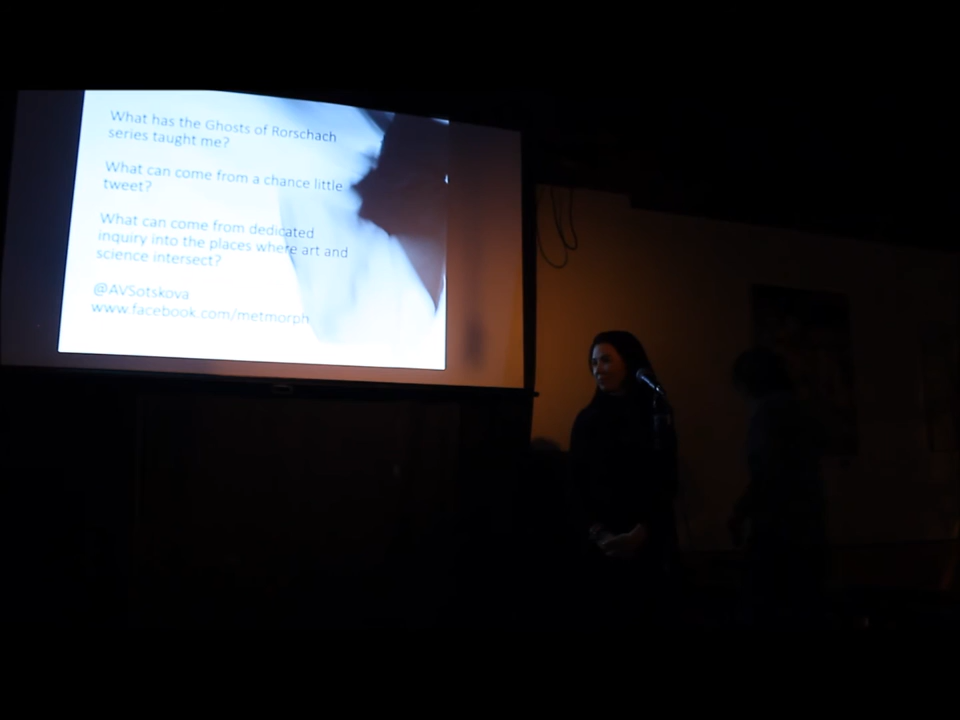 What has the Ghosts of Rorschach
series taught me?
What can come from a chance little
tweet?
What can come from dedicated
inquiry into the places where art and
science intersect?
@AVSotskova
www.facebook.com/metmorph